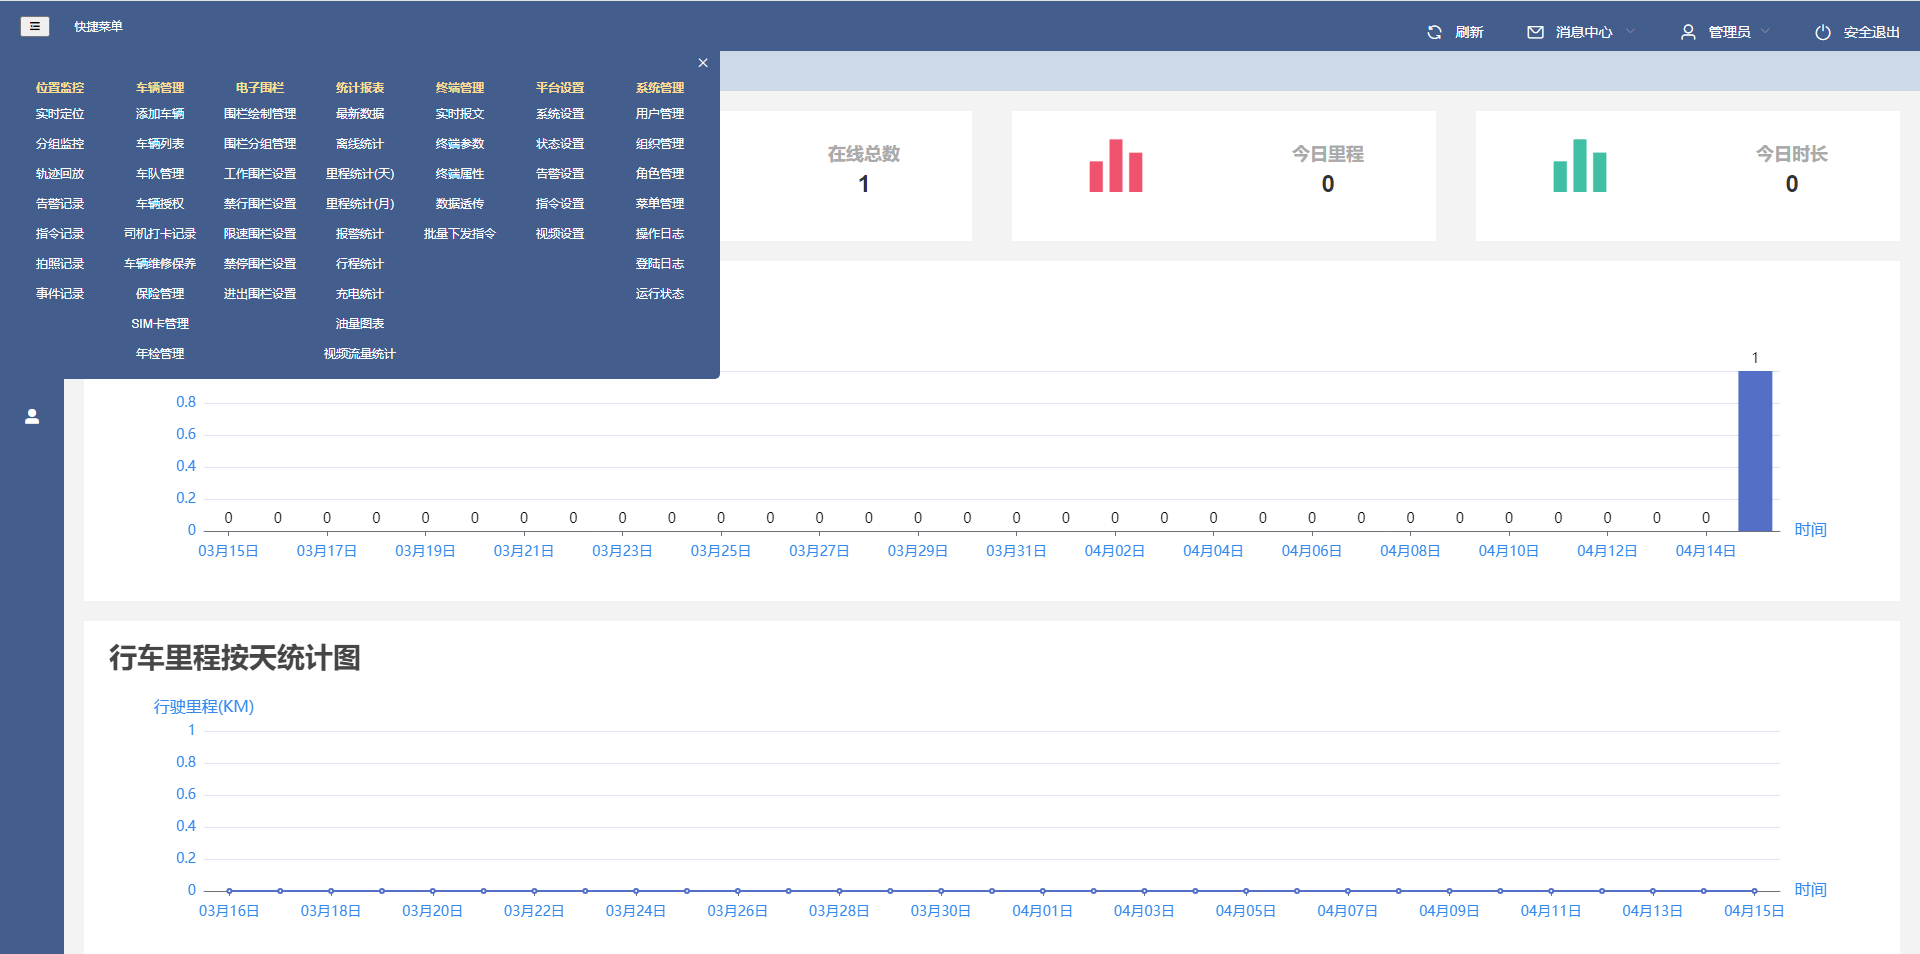 快捷菜单
刷新 消息中心 管理员 安全退出
位置监控 车辆管理 电子围栏 统计报表 终端管理 平台设置 系统管理
实时定位 添加车辆 围栏绘制管理 最新数据 实时报文 系统设置 用户管理
分组监控 车辆列表 围栏分组管理 离线统计 终端参数 状态设置 组织管理
轨迹回放 车队管理 工作围栏设置 里程统计(天) 终端属性 告警设置 角色管理
告警记录 车辆授权 禁行围栏设置 里程统计(月) 数据透传 指令设置 菜单管理
指令记录 司机打卡记录 限速围栏设置 报警统计 批量下发指令 视频设置 操作日志
拍照记录 车辆维修保养 禁停围栏设置 行程统计 登陆日志
事件记录 保险管理 进出围栏设置 充电统计 运行状态
SIM卡管理 油量图表
年检管理 视频流量统计
在线总数 今日里程 今日时长
1 0 0
1
0.8
0.6
0.4
0.2
0 0 0 0 0 0 0 0 0 0 0 0 0 0 0 0 0 0 0 0 0 0 0 0 0 0 0 0 0 0 0
0 时间
03月15日 03月17日 03月19日 03月21日 03月23日 03月25日 03月27日 03月29日 03月31日 04月02日 04月04日 04月06日 04月08日 04月10日 04月12日 04月14日
行车里程按天统计图
行驶里程(KM)
1
0.8
0.6
0.4
0.2
0 时间
03月16日 03月18日 03月20日 03月22日 03月24日 03月26日 03月28日 03月30日 04月01日 04月03日 04月05日 04月07日 04月09日 04月11日 04月13日 04月15日